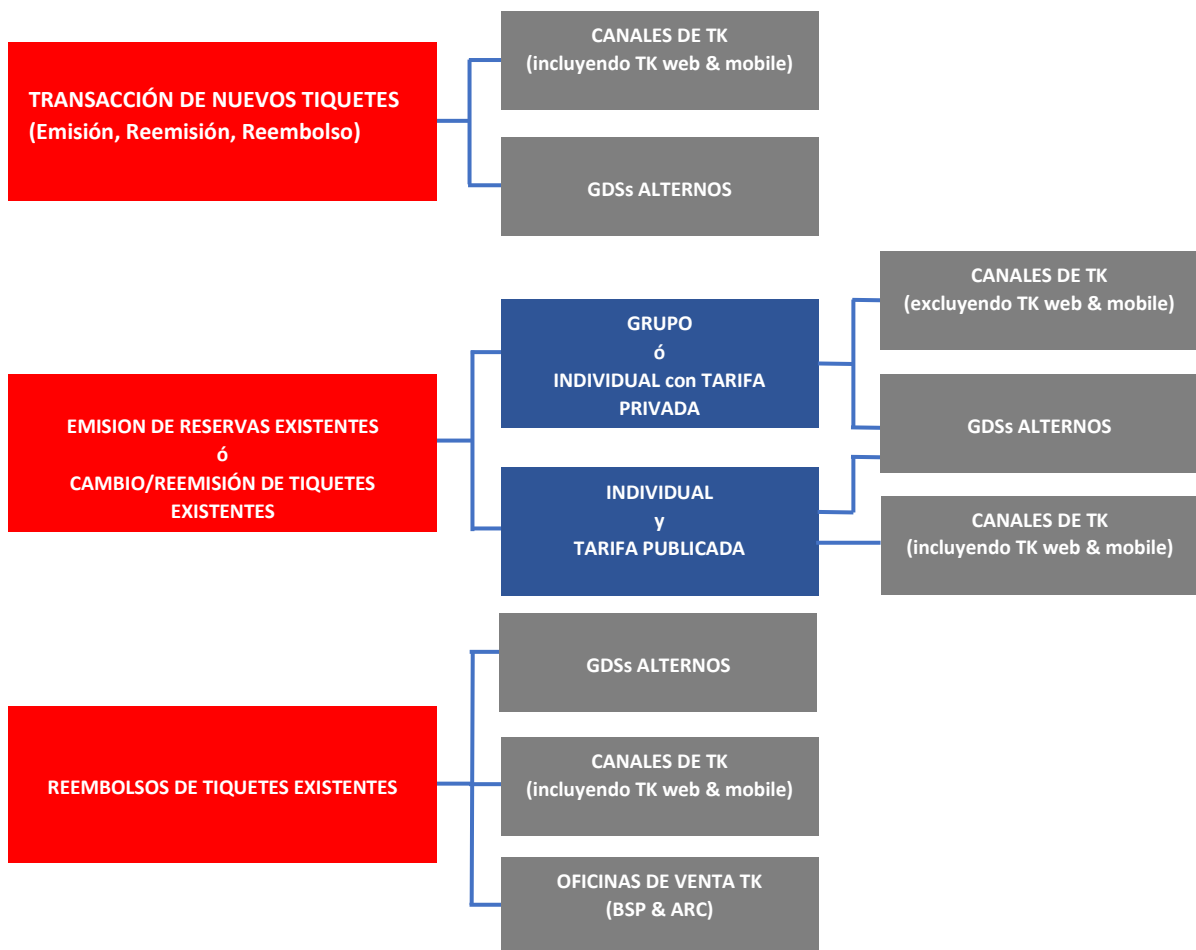 CANALES DE TK
(incluyendo TK web & mobile)
TRANSACCIÓN DE NUEVOS TIQUETES
(Emisión, Reemisión, Reembolso)
GDSs ALTERNOS
CANALES DE TK
(excluyendo TK web & mobile)
GRUPO
ó
INDIVIDUAL con TARIFA
PRIVADA
EMISION DE RESERVAS EXISTENTES
ó
CAMBIO/REEMISIÓN DE TIQUETES
EXISTENTES
GDSs ALTERNOS
INDIVIDUAL
y
TARIFA PUBLICADA
CANALES DE TK
(incluyendo TK web & mobile)
GDSs ALTERNOS
REEMBOLSOS DE TIQUETES EXISTENTES
CANALES DE TK
(incluyendo TK web & mobile)
OFICINAS DE VENTA TK
(BSP & ARC)